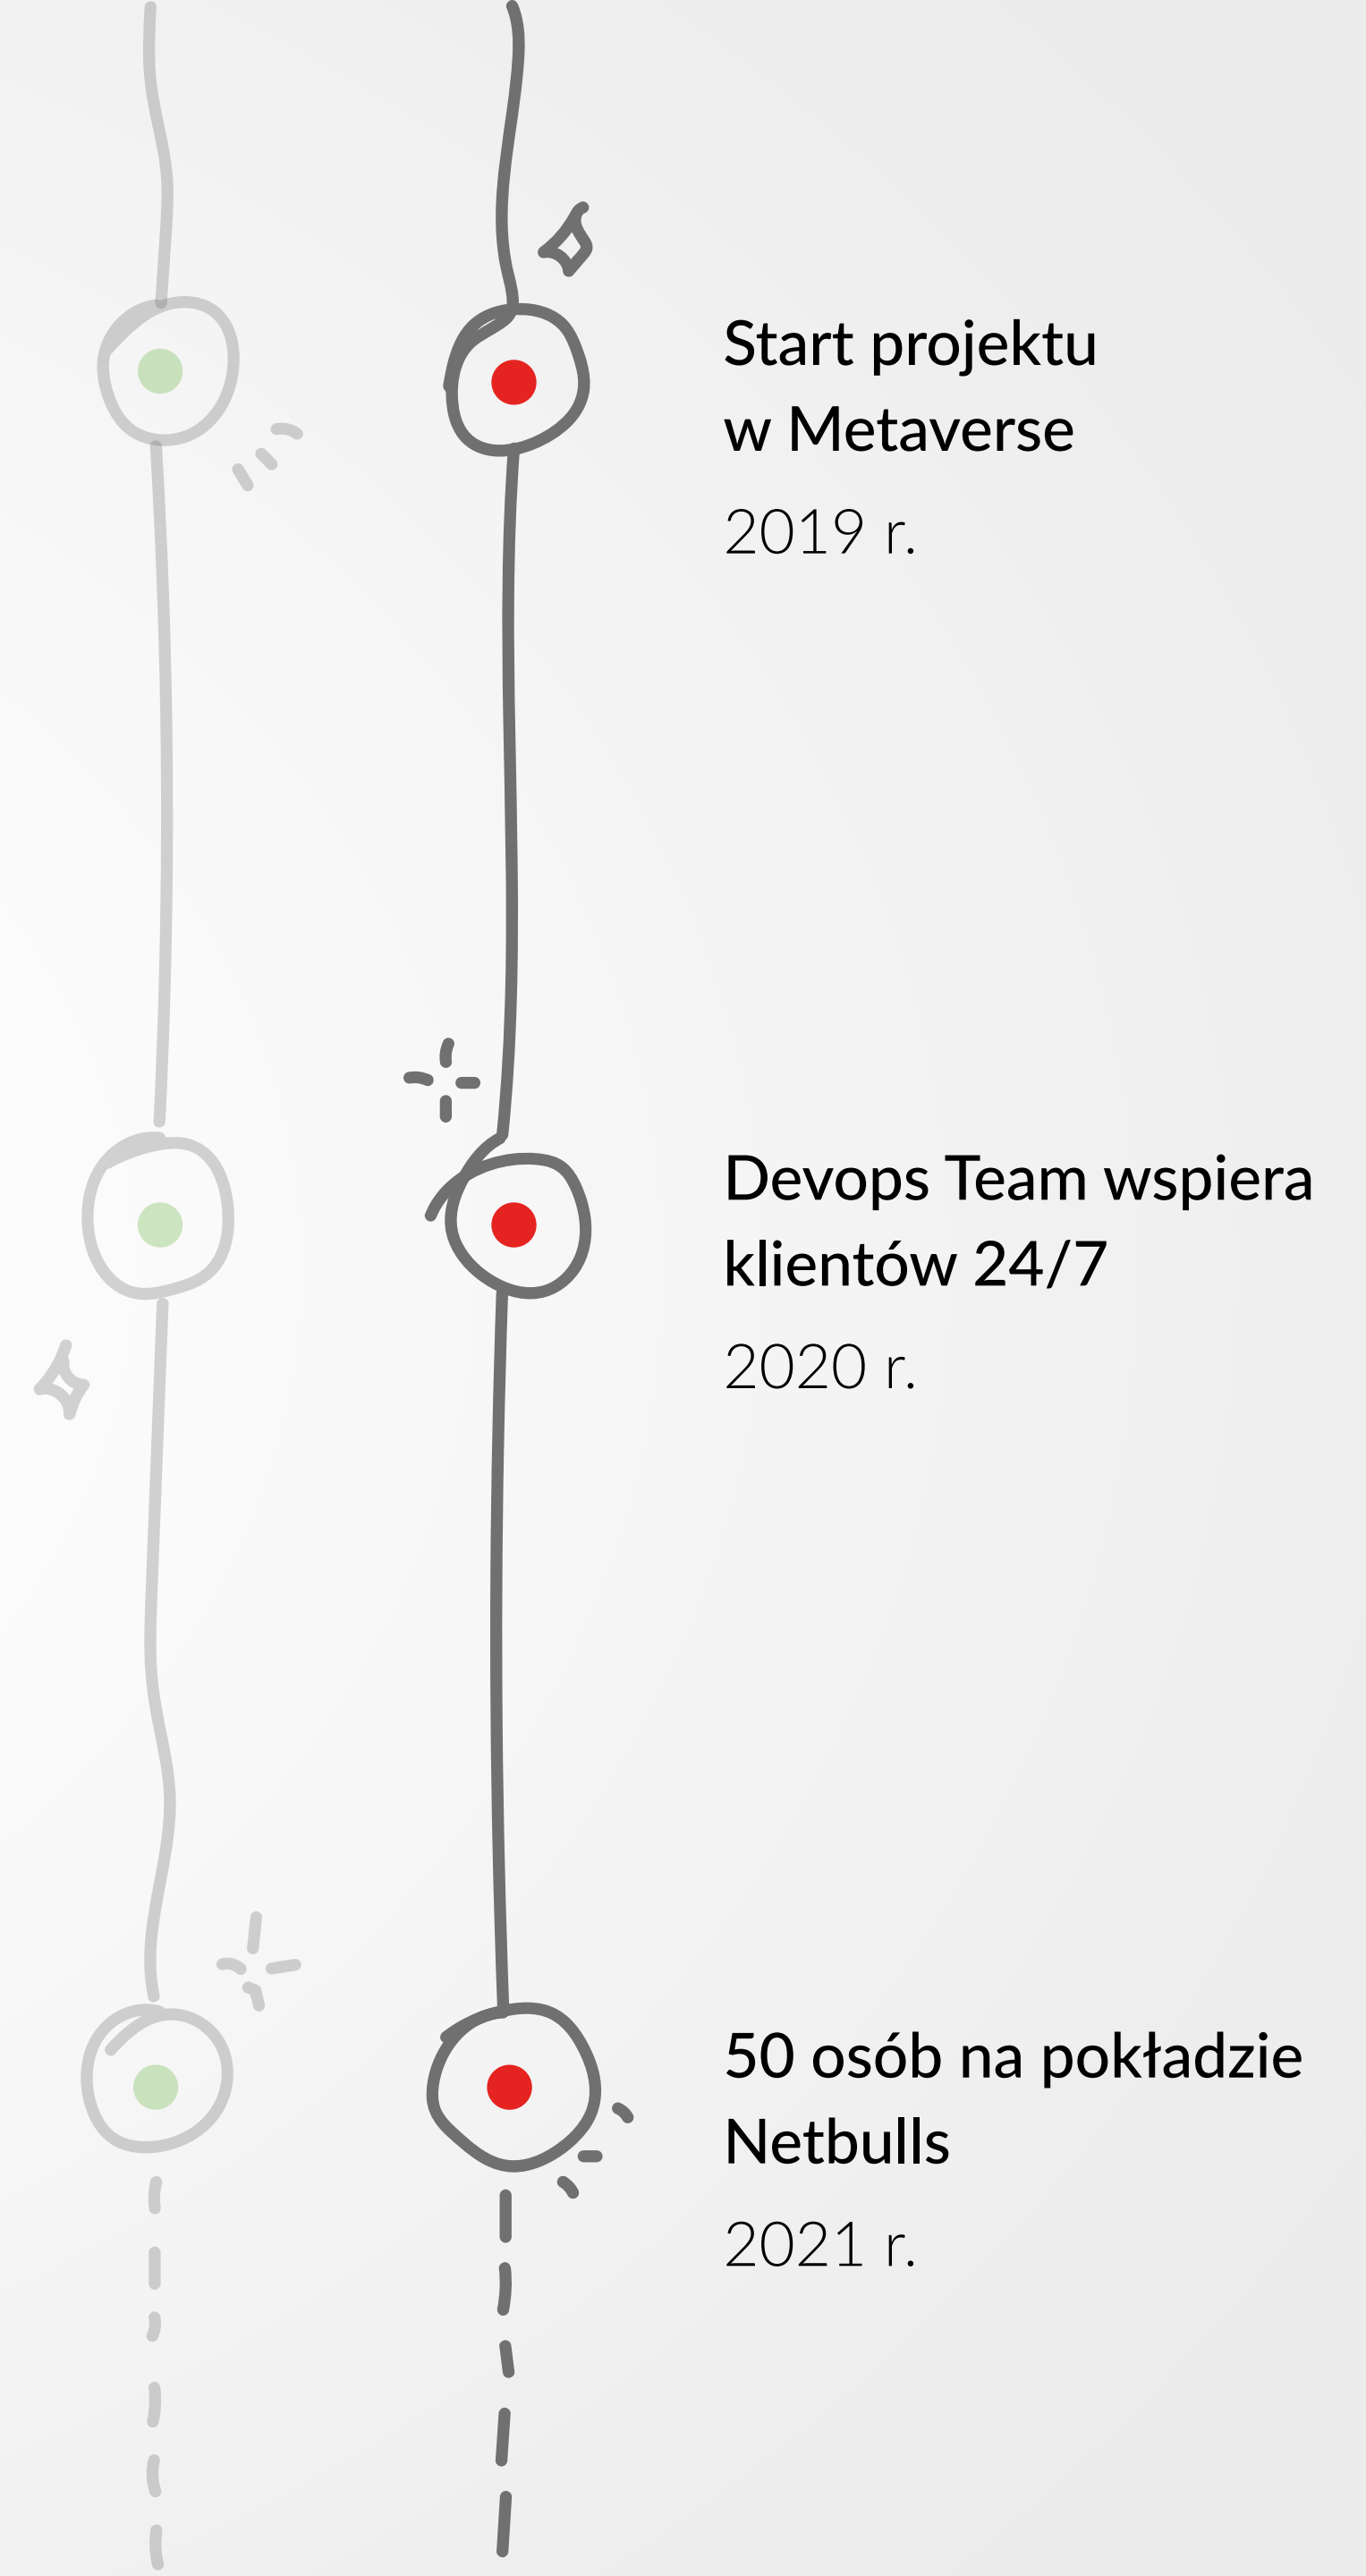 Start projektu
w Metaverse
2019 r.
Devops Team wspiera
klientów 24/7
2020 r.
50 osób na pokładzie
Netbulls
2021 r.